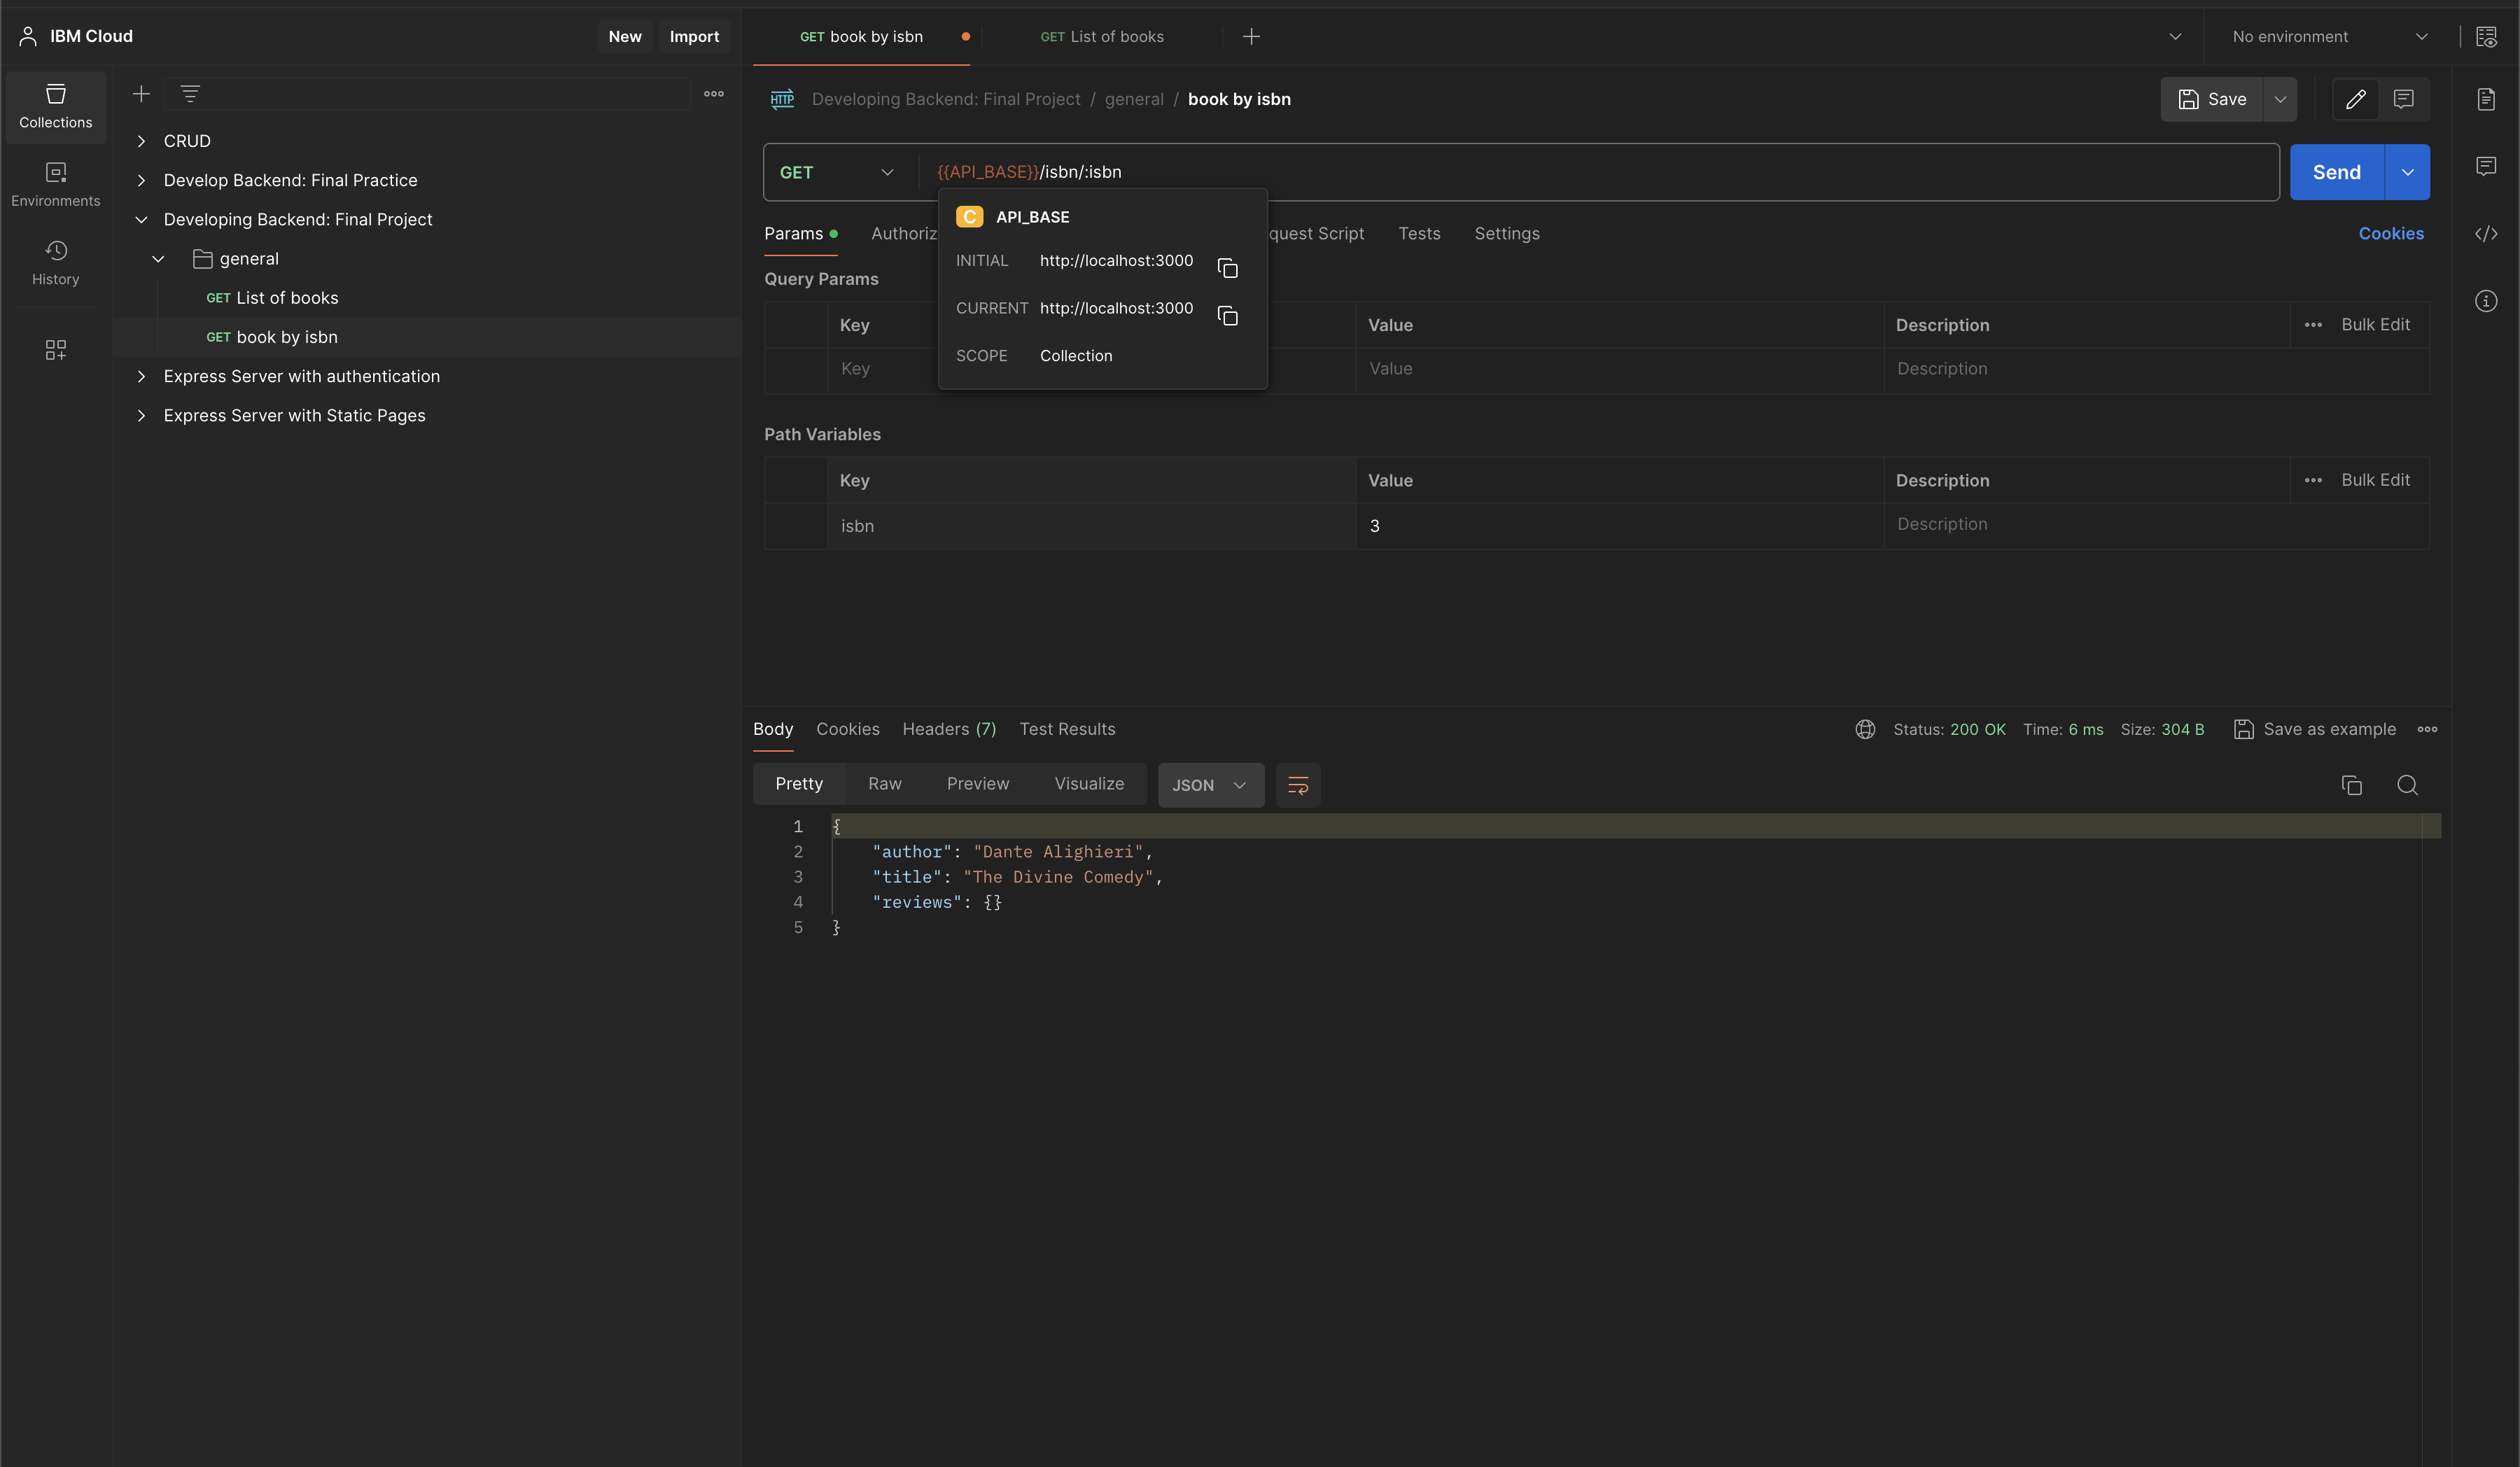 IBM Cloud
New
Import
GET book by isbn
GET List of books
No environment
Collections
Environments
History
CRUD
Develop Backend: Final Practice
Developing Backend: Final Project
general
GET List of books
GET book by isbn
Express Server with authentication
Express Server with Static Pages
HTTP
Developing Backend: Final Project / general / book by isbn
Save
GET
{{API_BASE}}/isbn/:isbn
Send
C API_BASE
INITIAL http://localhost:3000
CURRENT http://localhost:3000
SCOPE Collection
Params Authoriz quest Script Tests Settings Cookies
Query Params
Key Value Description Bulk Edit
Key Value Description
Path Variables
Key Value Description Bulk Edit
isbn 3 Description
Body Cookies Headers (7) Test Results
Status: 200 OK Time: 6 ms Size: 304 B Save as example
Pretty Raw Preview Visualize JSON
1 {
2 "author": "Dante Alighieri",
3 "title": "The Divine Comedy",
4 "reviews": {}
5 }